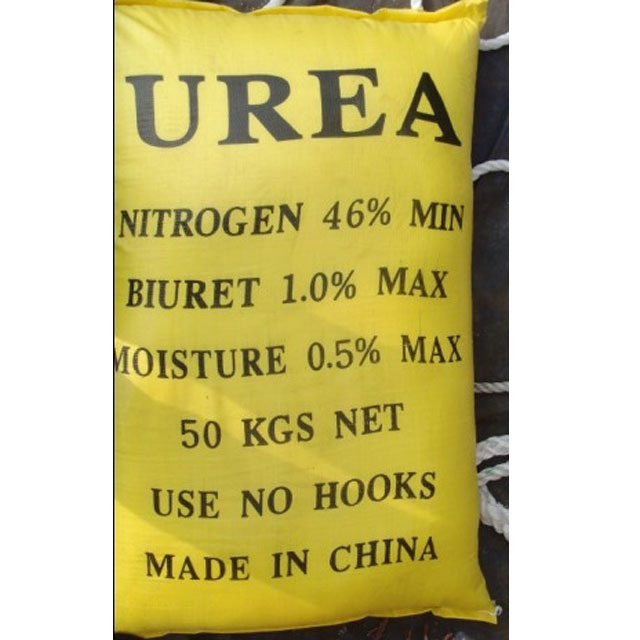 UREA
NITROGEN 46% MIN
BIURET 1.0% MAX
MOISTURE 0.5% MAX
50 KGS NET
USE NO HOOKS
MADE IN CHINA